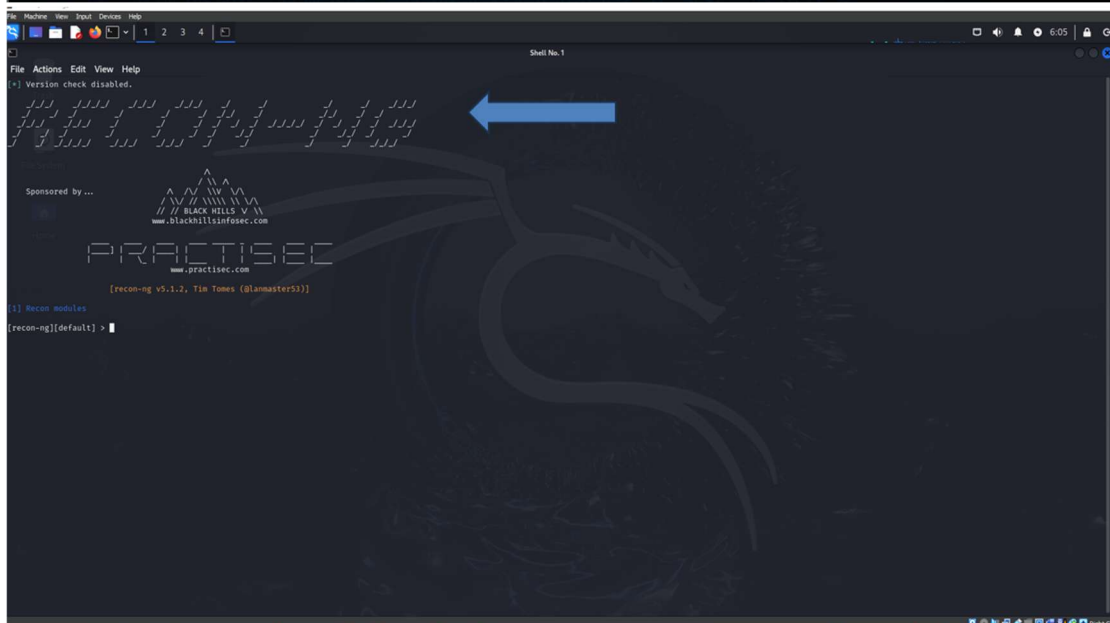 File Machine View Input Devices Help
1 2 3 4
6:05
Shell No. 1
File Actions Edit View Help
[*] Version check disabled.
RECON-NG
Sponsored by ...
BLACK HILLS
www.blackhillsinfosec.com
PRACTISEC
www.practisec.com
[recon-ng v5.1.2, Tim Tomes (@lanmaster53)]
[1] Recon modules
[recon-ng][default] >